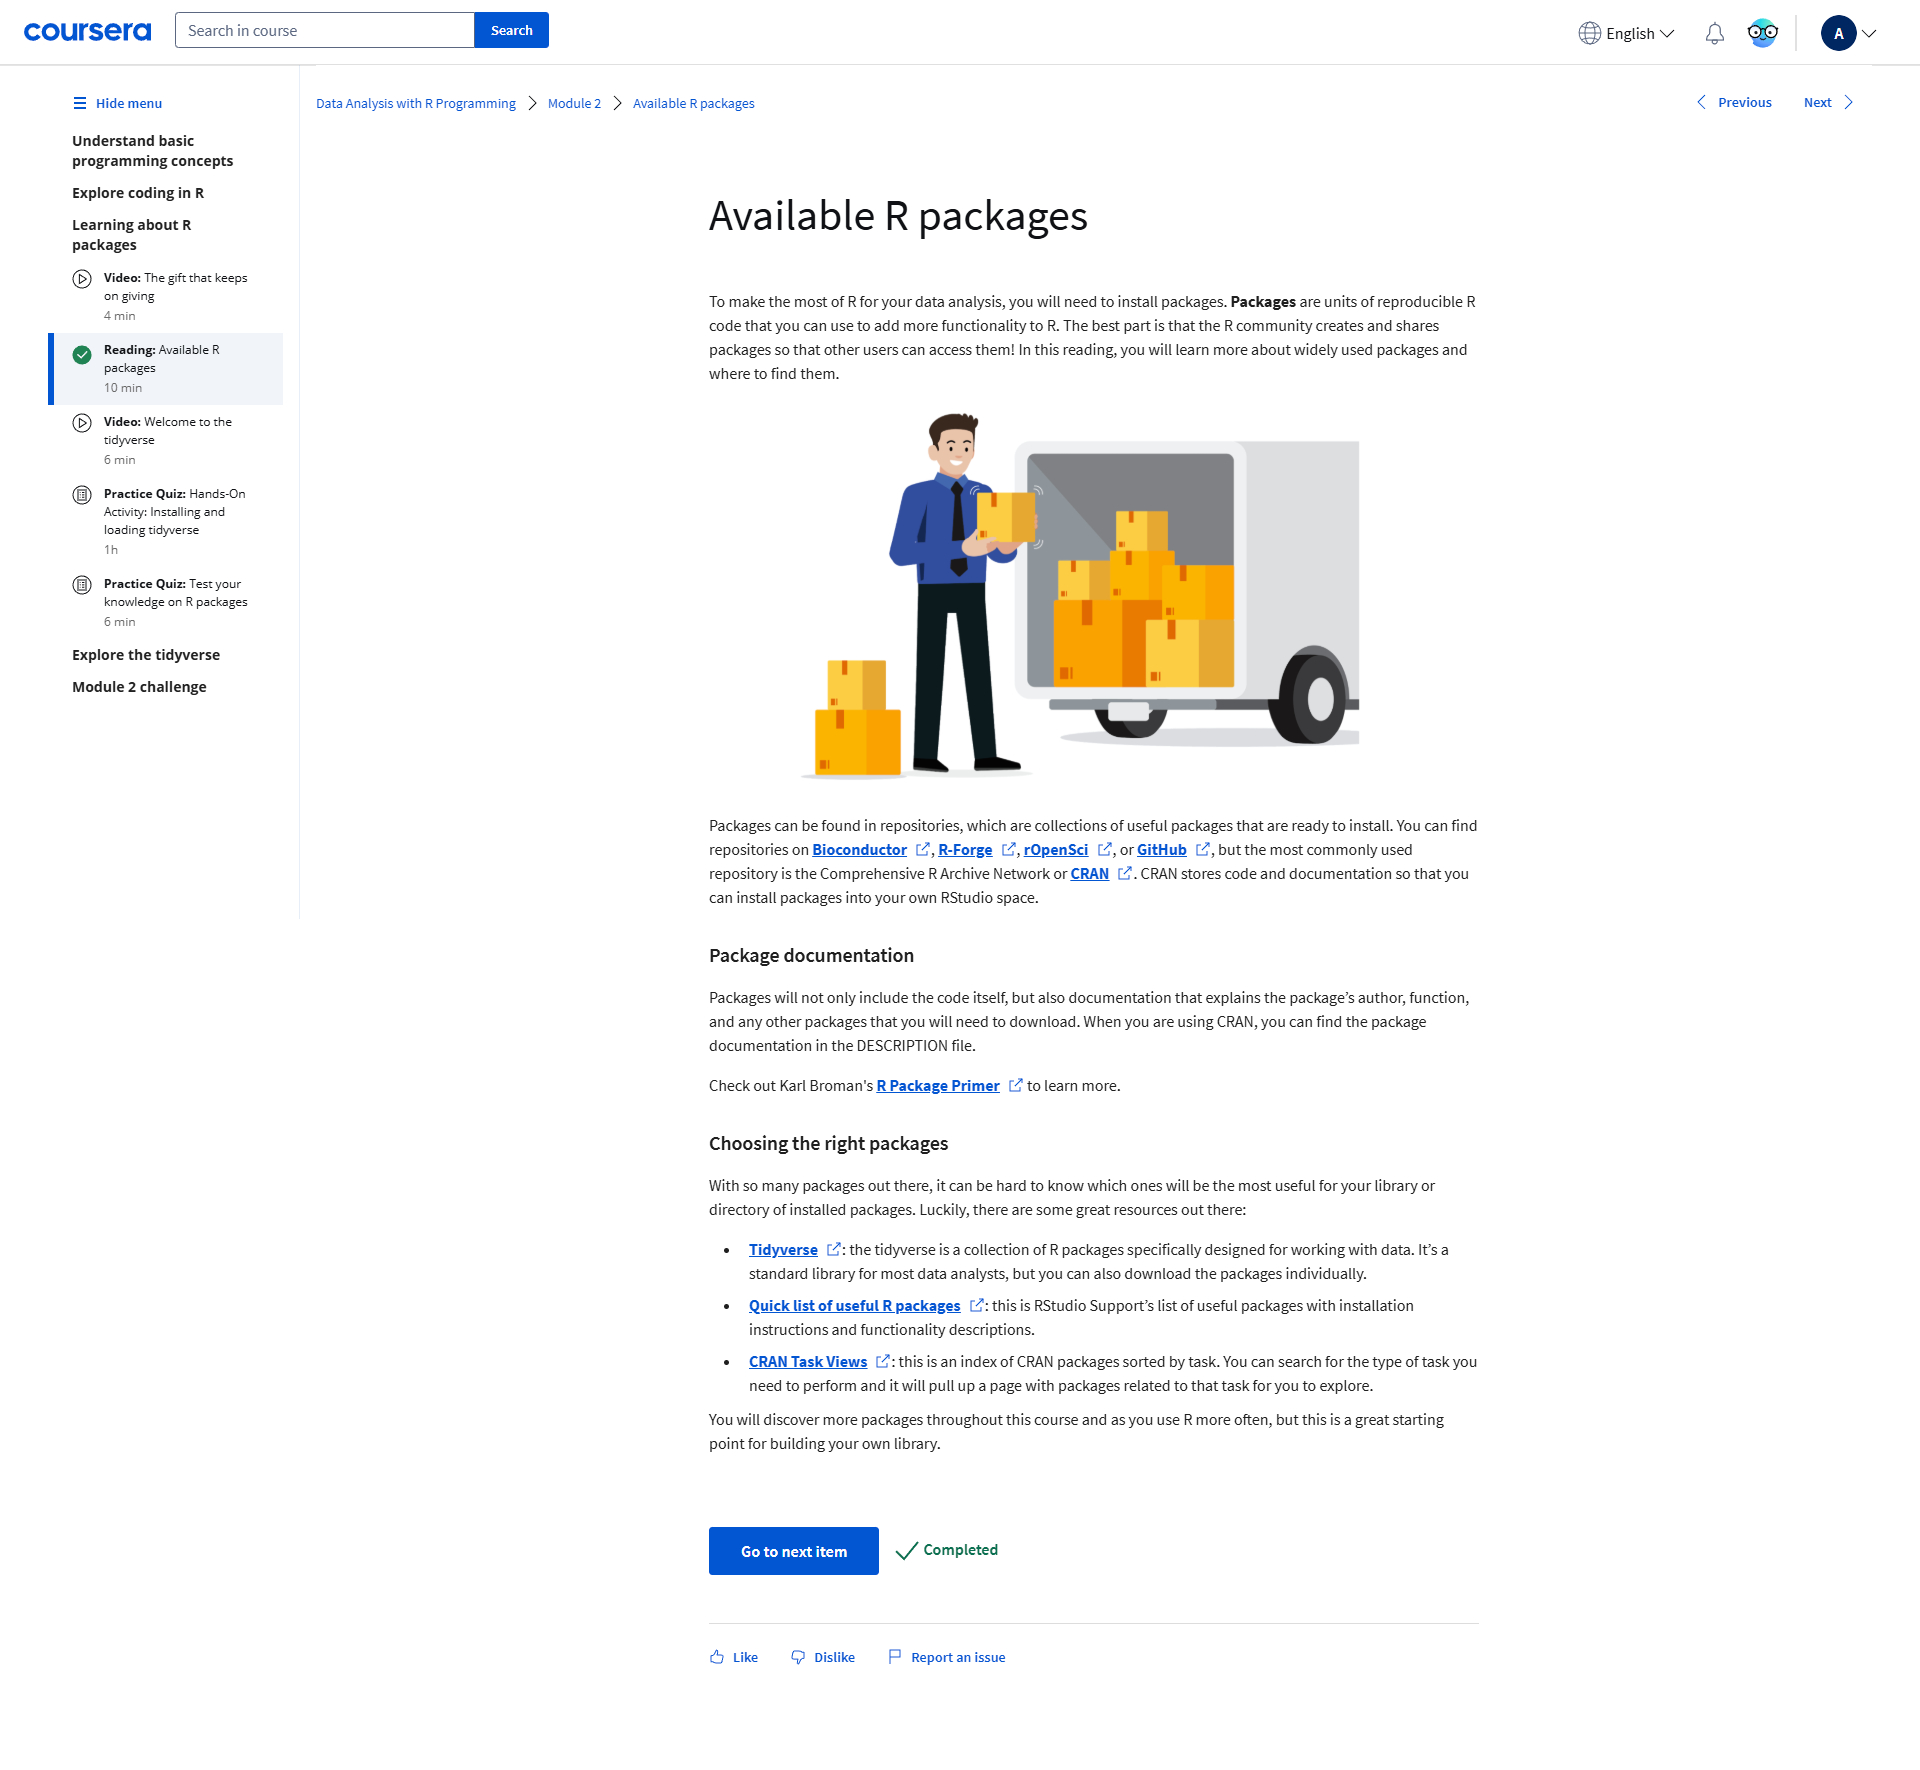 coursera
Search in course
Search
English
A
Hide menu
Understand basic
programming concepts
Explore coding in R
Learning about R
packages
Video: The gift that keeps
on giving
4 min
Reading: Available R
packages
10 min
Video: Welcome to the
tidyverse
6 min
Practice Quiz: Hands-On
Activity: Installing and
loading tidyverse
1h
Practice Quiz: Test your
knowledge on R packages
6 min
Explore the tidyverse
Module 2 challenge
Data Analysis with R Programming
Module 2
Available R packages
Previous
Next
Available R packages
To make the most of R for your data analysis, you will need to install packages. Packages are units of reproducible R
code that you can use to add more functionality to R. The best part is that the R community creates and shares
packages so that other users can access them! In this reading, you will learn more about widely used packages and
where to find them.
Packages can be found in repositories, which are collections of useful packages that are ready to install. You can find
repositories on Bioconductor , R-Forge , rOpenSci , or GitHub , but the most commonly used
repository is the Comprehensive R Archive Network or CRAN . CRAN stores code and documentation so that you
can install packages into your own RStudio space.
Package documentation
Packages will not only include the code itself, but also documentation that explains the package’s author, function,
and any other packages that you will need to download. When you are using CRAN, you can find the package
documentation in the DESCRIPTION file.
Check out Karl Broman's R Package Primer to learn more.
Choosing the right packages
With so many packages out there, it can be hard to know which ones will be the most useful for your library or
directory of installed packages. Luckily, there are some great resources out there:
• Tidyverse : the tidyverse is a collection of R packages specifically designed for working with data. It’s a
standard library for most data analysts, but you can also download the packages individually.
• Quick list of useful R packages : this is RStudio Support’s list of useful packages with installation
instructions and functionality descriptions.
• CRAN Task Views : this is an index of CRAN packages sorted by task. You can search for the type of task you
need to perform and it will pull up a page with packages related to that task for you to explore.
You will discover more packages throughout this course and as you use R more often, but this is a great starting
point for building your own library.
Go to next item
Completed
Like
Dislike
Report an issue